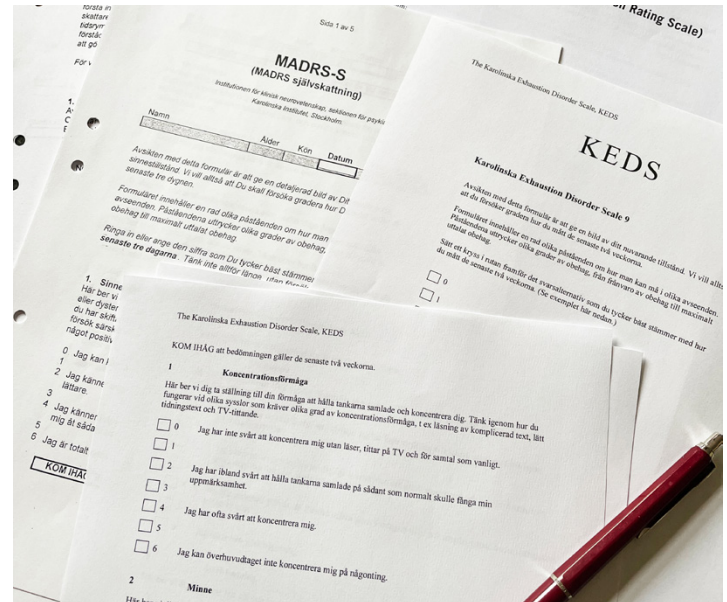 n Rating Scale)
Sida 1 av 5
MADRS-S
(MADRS självskattning)
Institutionen för klinisk neurovetenskap, sektionen för psykia
Karolinska Institutet, Stockholm.
Namn
Ålder
Kön
Datum
Avsikten med detta formulär är att ge en detaljerad bild av Dit
sinnestillstånd. Vi vill alltså att Du skall försöka gradera hur D
senaste tre dygnen.
Formuläret innehåller en rad olika påståenden om hur man
avseenden. Påståendena uttrycker olika grader av obehag,
obehag till maximalt uttalat obehag
Ringa in eller ange den siffra som Du tycker bäst stämmer
senaste tre dagarna. Tänk inte alltför länge, utan
1. Sinne
Här ber vi
eller dyster
du har skift
försök särsk
något positiv
0 Jag kan
1
2 Jag känne
lättare.
3
4 Jag känner
mig åt såda
5
6 Jag är totalt
KOM IHÅG
The Karolinska Exhaustion Disorder Scale, KEDS
KEDS
Karolinska Exhaustion Disorder Scale 9
Avsikten med detta formulär är att ge en bild av ditt nuvarande tillstånd. Vi vill allts
att du försöker gradera hur du mått de senaste två veckorna.
Formuläret innehåller en rad olika påståenden om hur man kan må i olika avseenden.
Påståendena uttrycker olika grader av obehag, från frånvaro av obehag till maximalt
uttalat obehag.
Sätt ett kryss i rutan framför det svarsalternativ som du tycker bäst stämmer med hur
du mått de senaste två veckorna. (Se exemplet här nedan.)
0
1
The Karolinska Exhaustion Disorder Scale, KEDS
KOM IHÅG att bedömningen gäller de senaste två veckorna.
1 Koncentrationsförmåga
Här ber vi dig ta ställning till din förmåga att hålla tankarna samlade och koncentrera dig. Tänk igenom hur du
fungerar vid olika sysslor som kräver olika grad av koncentrationsförmåga, t ex läsning av komplicerad text, lätt
tidningstext och TV-tittande.
0 Jag har inte svårt att koncentrera mig utan läser, tittar på TV och för samtal som vanligt.
1
2 Jag har ibland svårt att hålla tankarna samlade på sådant som normalt skulle fånga min
uppmärksamhet.
3
4 Jag har ofta svårt att koncentrera mig.
5
6 Jag kan överhuvudtaget inte koncentrera mig på någonting.
2 Minne